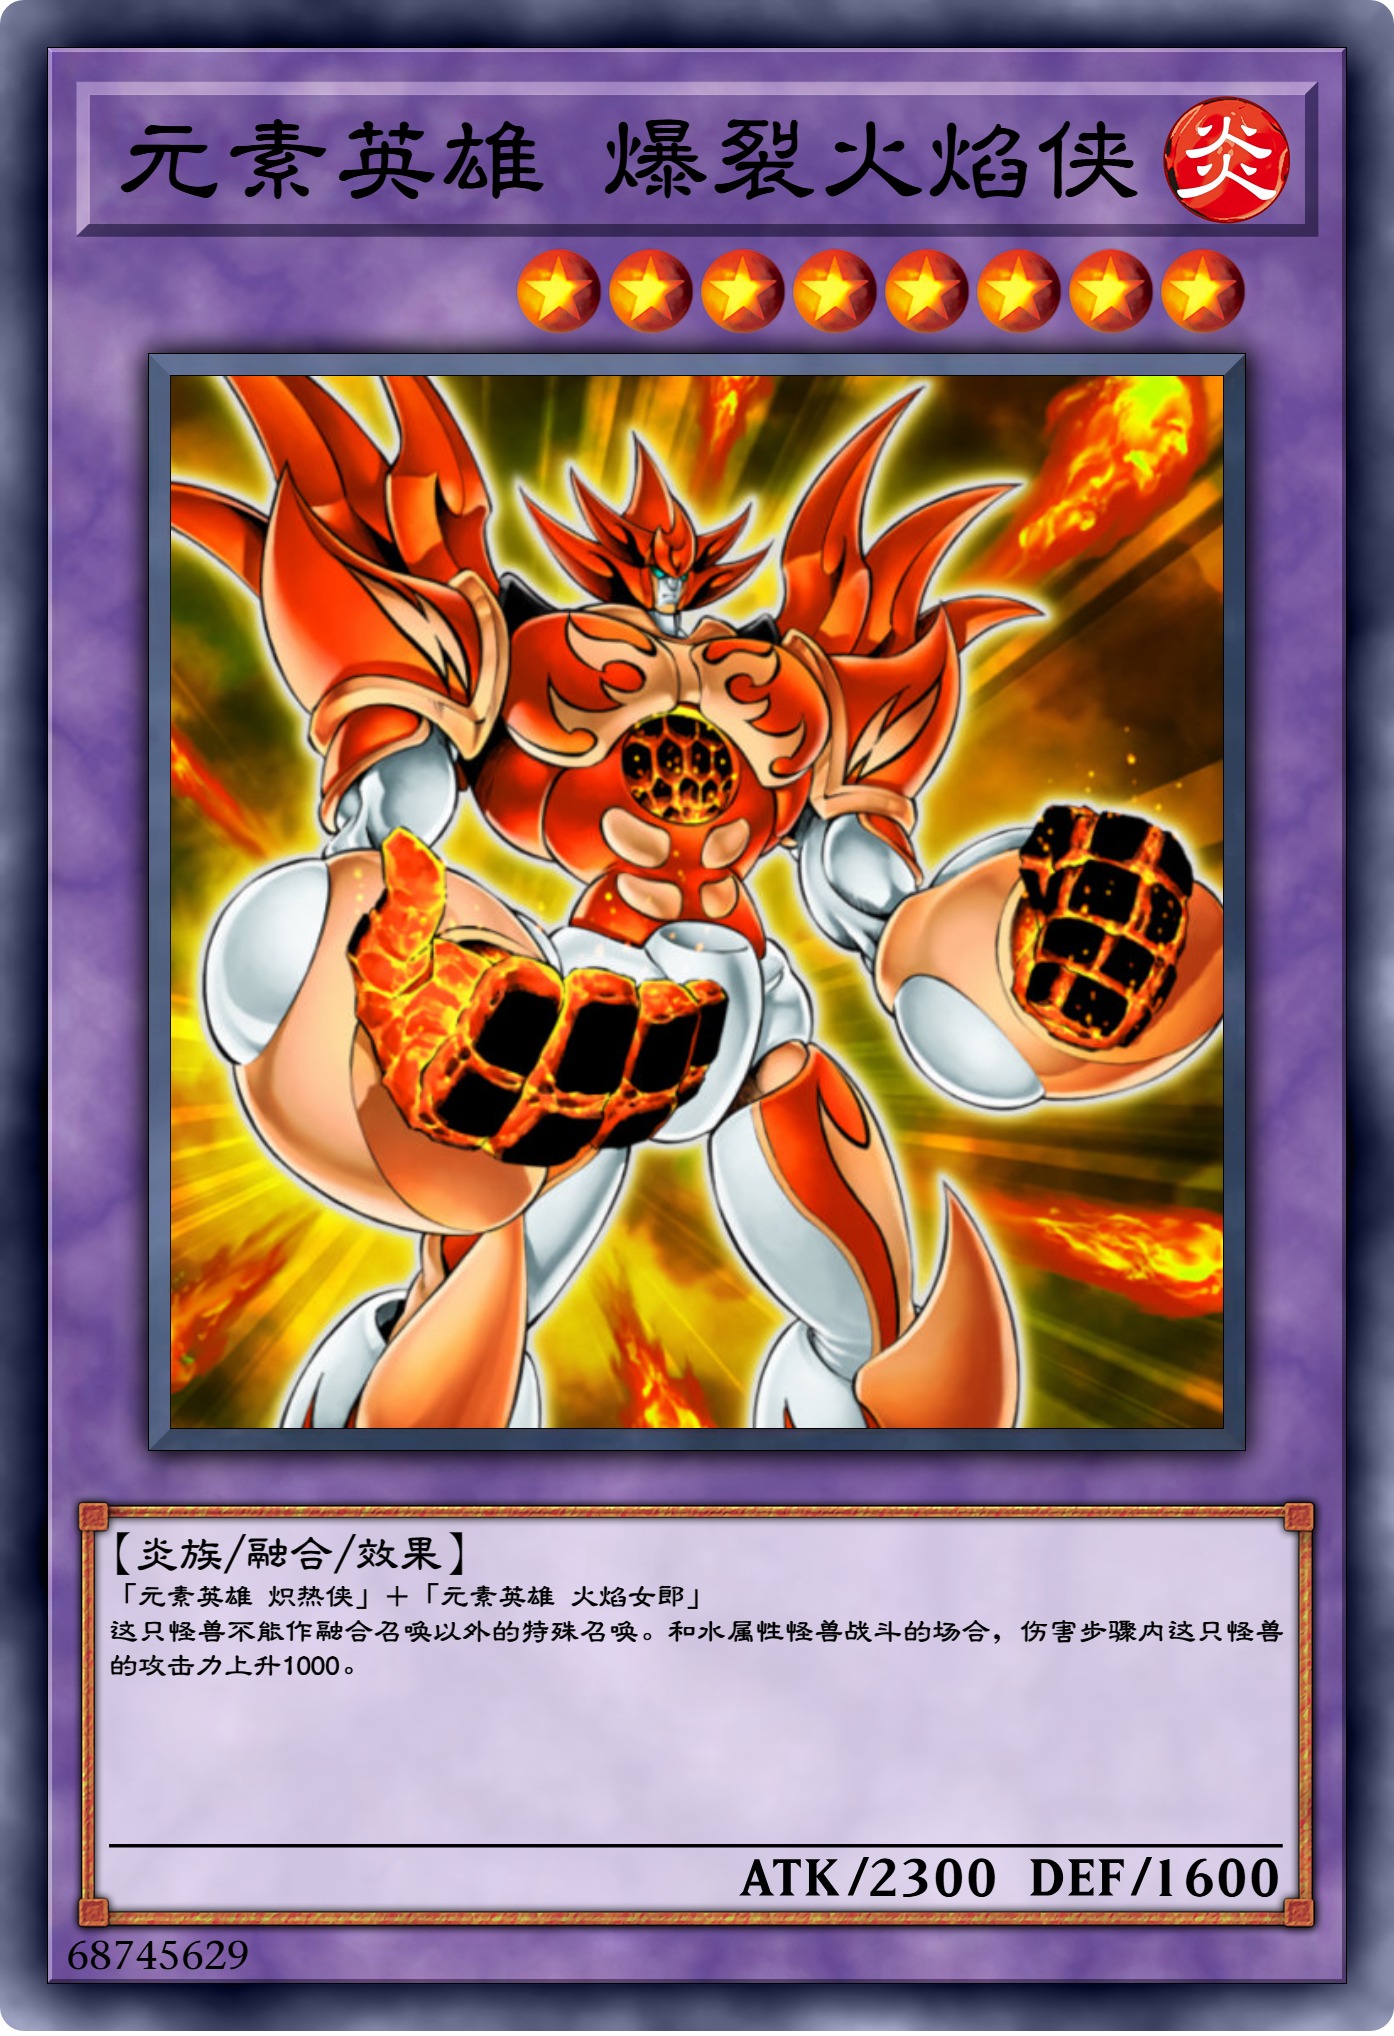 元素英雄 爆裂火焰侠
炎
【炎族/融合/效果】
「元素英雄 炽热侠」＋「元素英雄 火焰女郎」
这只怪兽不能作融合召唤以外的特殊召唤。和水属性怪兽战斗的场合，伤害步骤内这只怪兽
的攻击力上升1000。
ATK/2300 DEF/1600
68745629